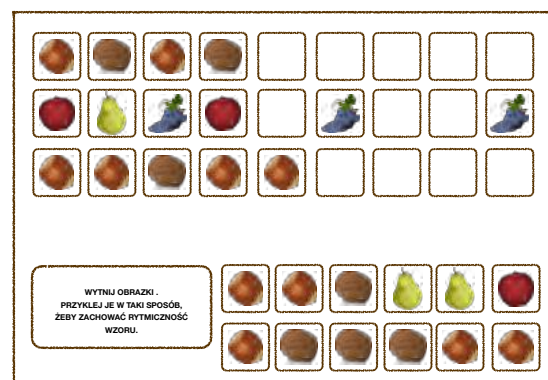 WYTNIJ OBRAZKI .
PRZYKLEJ JE W TAKI SPOSÓB,
ŻEBY ZACHOWAĆ RYTMICZNOŚĆ
WZORU.